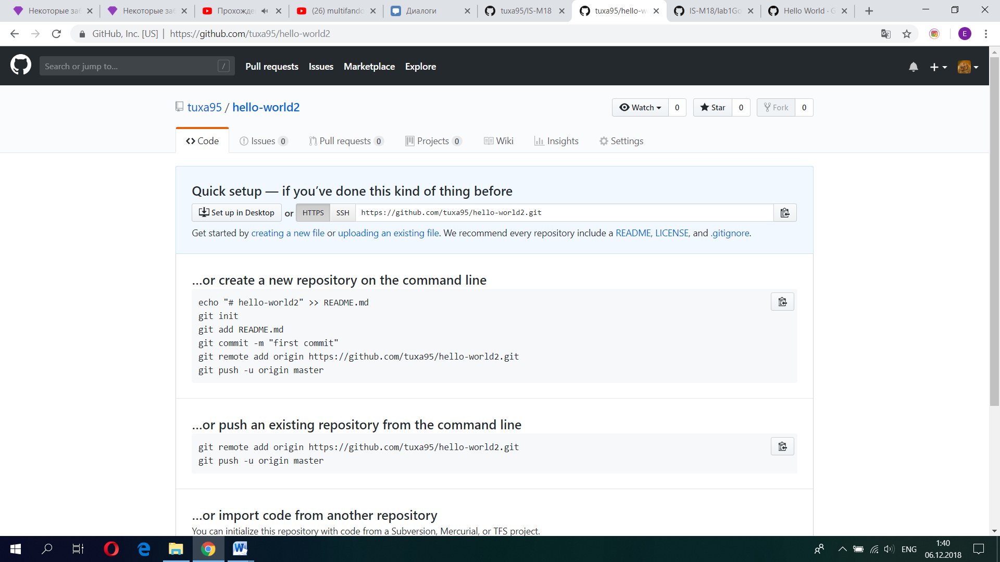 Некоторые за
Некоторые заб
Прохожде
(26) multifando
Диалоги
tuxa95/IS-M18
tuxa95/hello-w
IS-M18/lab1Go
Hello World · G
GitHub, Inc. [US] | https://github.com/tuxa95/hello-world2
E
Search or jump to... /
Pull requests Issues Marketplace Explore
tuxa95 / hello-world2
Watch 0 Star 0 Fork 0
Code Issues 0 Pull requests 0 Projects 0 Wiki Insights Settings
Quick setup — if you’ve done this kind of thing before
Set up in Desktop or HTTPS SSH https://github.com/tuxa95/hello-world2.git
Get started by creating a new file or uploading an existing file. We recommend every repository include a README, LICENSE, and .gitignore.
…or create a new repository on the command line
echo "# hello-world2" >> README.md
git init
git add README.md
git commit -m "first commit"
git remote add origin https://github.com/tuxa95/hello-world2.git
git push -u origin master
…or push an existing repository from the command line
git remote add origin https://github.com/tuxa95/hello-world2.git
git push -u origin master
…or import code from another repository
You can initialize this repository with code from a Subversion, Mercurial, or TFS project.
ENG
1:40
06.12.2018